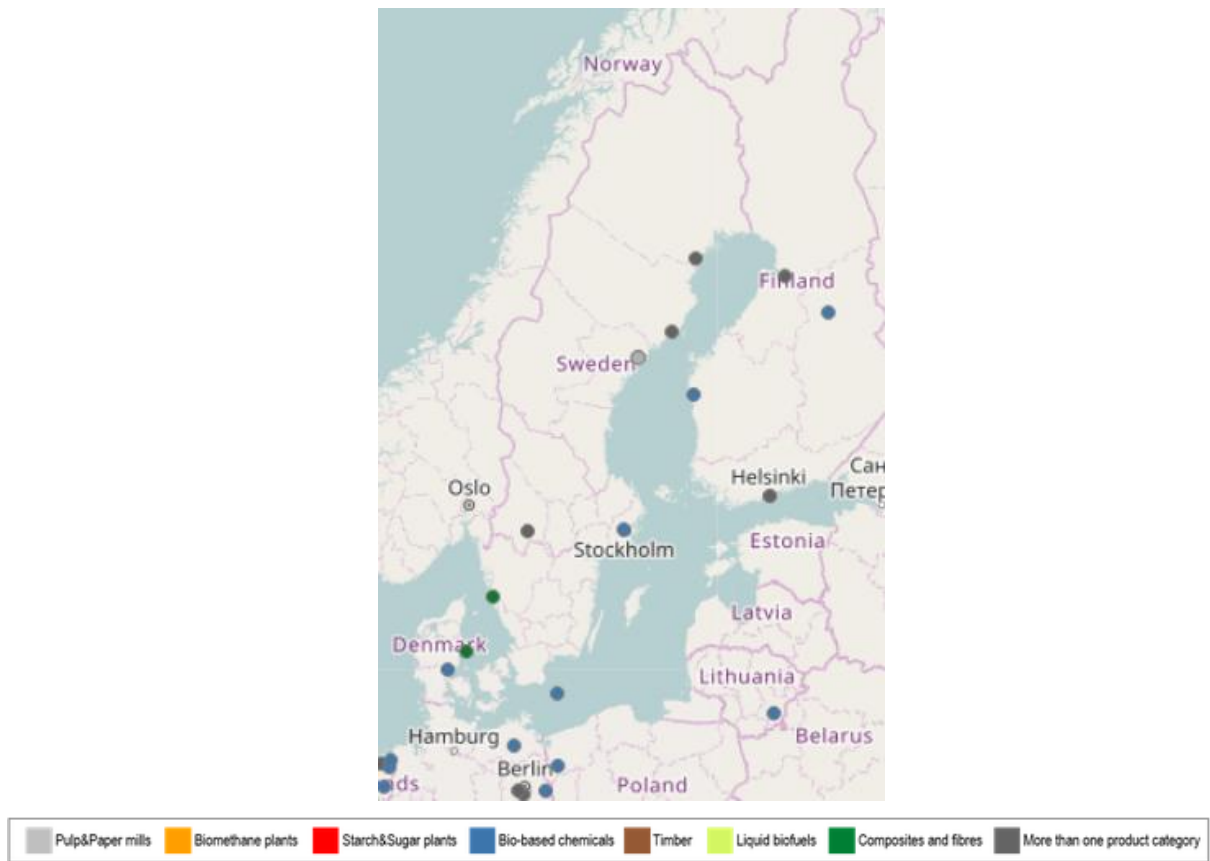 Norway
Finland
Sweden
Сан
Helsinki
Петер
Oslo
Stockholm
Estonia
Latvia
Denmark
Lithuania
Hamburg
Belarus
Berlin
nds
Poland
Pulp&Paper mills Biomethane plants Starch&Sugar plants Bio-based chemicals Timber Liquid biofuels Composites and fibres More than one product category